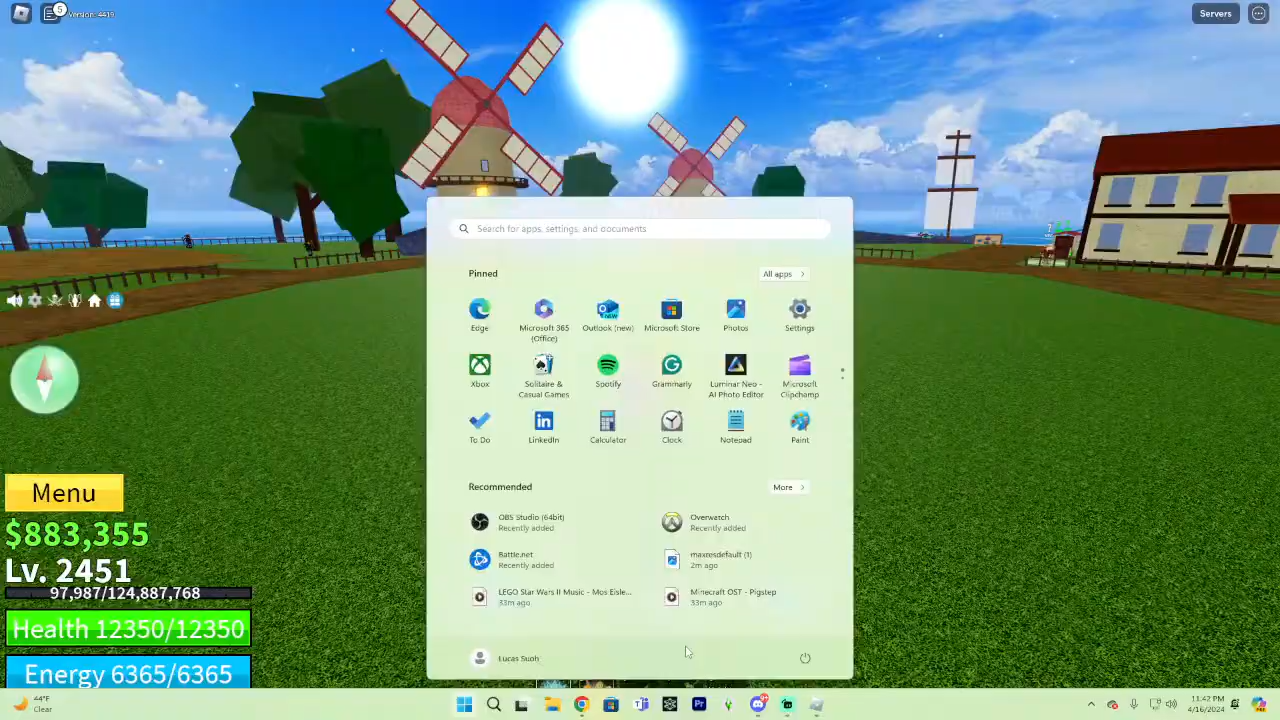 5
Version: 4419
Servers
Search for apps, settings, and documents
Pinned
All apps
Edge
Microsoft 365
(Office)
Outlook (new)
Microsoft Store
Photos
Settings
Xbox
Solitaire &
Casual Games
Spotify
Grammarly
Luminar Neo -
AI Photo Editor
Microsoft
Clipchamp
To Do
LinkedIn
Calculator
Clock
Notepad
Paint
Recommended
More
OBS Studio (64bit)
Recently added
Overwatch
Recently added
Battle.net
Recently added
maxresdefault (1)
2m ago
LEGO Star Wars II Music - Mos Eisle...
33m ago
Minecraft OST - Pigstep
33m ago
Lucas Suoh
Menu
$883,355
Lv. 2451
97,987/124,887,768
Health 12350/12350
Energy 6365/6365
44°F
Clear
Pr
11:42 PM
4/16/2024